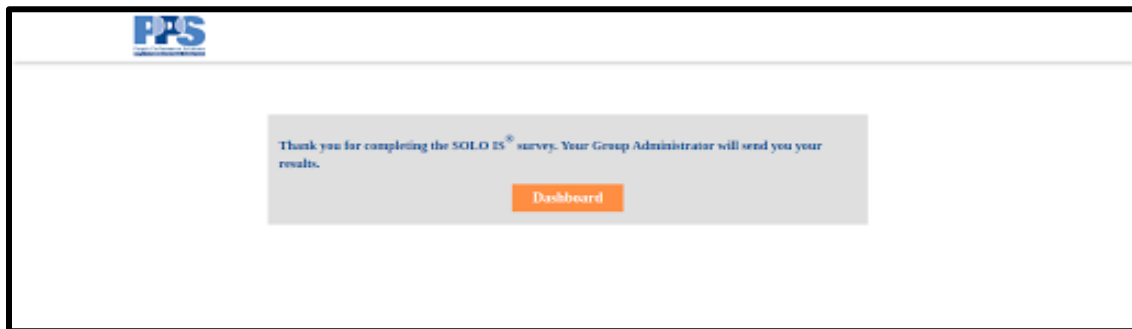 PPS
Thank you for completing the SOLO IS® survey. Your Group Administrator will send you your
results.
Dashboard